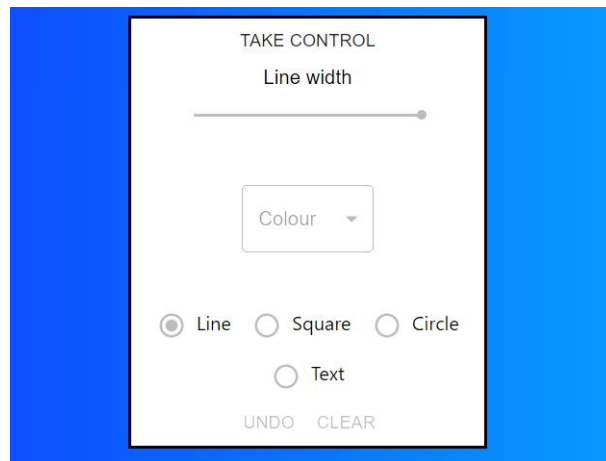 TAKE CONTROL
Line width
Colour
Line Square Circle
Text
UNDO CLEAR